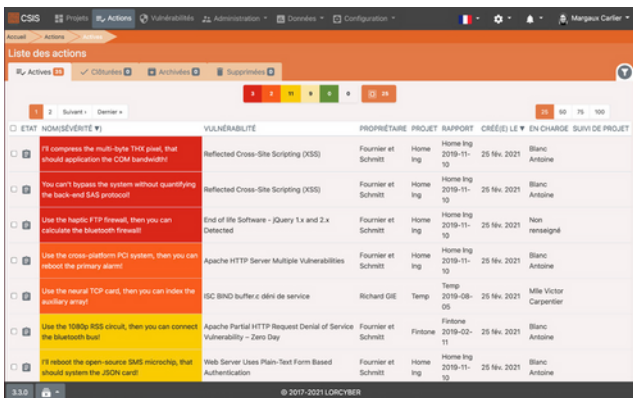 CSIS Projets Actions Vulnérabilités Administration Données Configuration Margaux Carlier
Accueil Actions Actives
Liste des actions
Actives Clôturées 0 Archivées 0 Supprimées 0
3 2 11 9 0 0 25
1 2 Suivant › Dernier » 25 50 75 100
ETAT NOM(SÉVÉRITÉ ▼) VULNÉRABILITÉ PROPRIÉTAIRE PROJET RAPPORT CRÉÉ(E) LE ▼ EN CHARGE SUIVI DE PROJET
I'll compress the multi-byte THX pixel, that
should application the COM bandwidth!
Reflected Cross-Site Scripting (XSS)
Fournier et
Schmitt
Home
Ing
Home Ing
2019-11-
10
25 fév. 2021
Blanc
Antoine
You can't bypass the system without quantifying
the back-end SAS protocol!
Reflected Cross-Site Scripting (XSS)
Fournier et
Schmitt
Home
Ing
Home Ing
2019-11-
10
25 fév. 2021
Blanc
Antoine
Use the haptic FTP firewall, then you can
calculate the bluetooth firewall!
End of life Software - jQuery 1.x and 2.x
Detected
Fournier et
Schmitt
Home
Ing
Home Ing
2019-11-
10
25 fév. 2021
Non
renseigné
Use the cross-platform PCI system, then you can
reboot the primary alarm!
Apache HTTP Server Multiple Vulnerabilities
Fournier et
Schmitt
Home
Ing
Home Ing
2019-11-
10
25 fév. 2021
Blanc
Antoine
Use the neural TCP card, then you can index the
auxiliary array!
ISC BIND buffer.c déni de service
Richard GIE
Temp
Temp
2019-08-
05
25 fév. 2021
Mlle Victor
Carpentier
Use the 1080p RSS circuit, then you can connect
the bluetooth bus!
Apache Partial HTTP Request Denial of Service
Vulnerability - Zero Day
Fournier et
Schmitt
Fintone
Fintone
2019-02-
11
25 fév. 2021
Blanc
Antoine
I'll reboot the open-source SMS microchip, that
should system the JSON card!
Web Server Uses Plain-Text Form Based
Authentication
Fournier et
Schmitt
Home
Ing
Home Ing
2019-11-
10
25 fév. 2021
Blanc
Antoine
3.3.0 © 2017-2021 LORCYBER